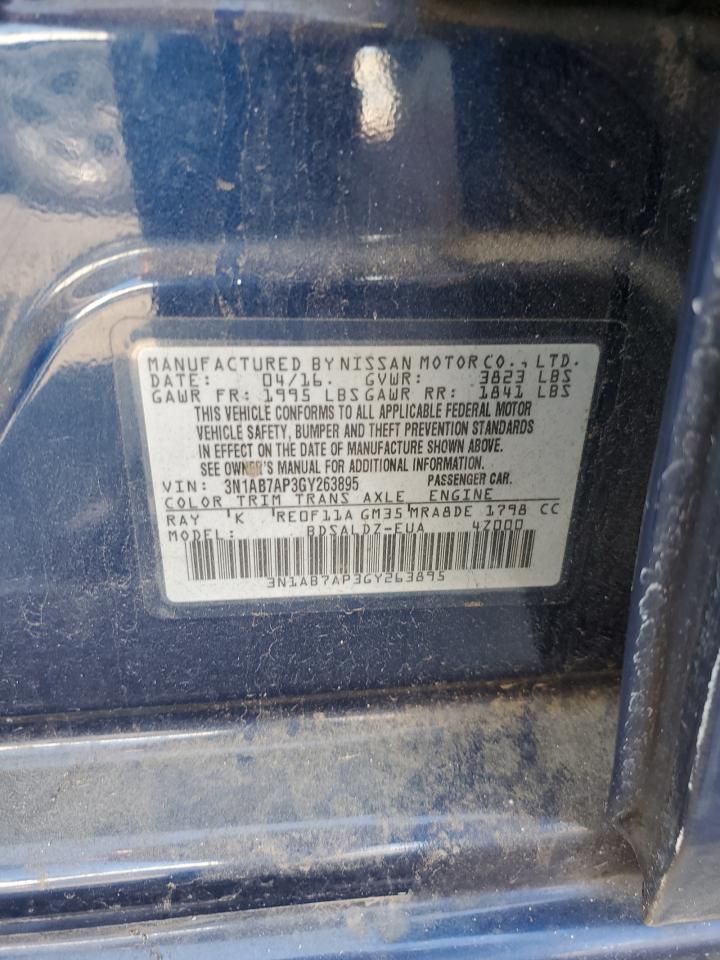 MANUFACTURED BY NISSAN MOTOR CO., LTD.
DATE: 04/16. GVWR: 3823 LBS
GAWR FR: 1995 LBS GAWR RR: 1841 LBS
THIS VEHICLE CONFORMS TO ALL APPLICABLE FEDERAL MOTOR
VEHICLE SAFETY, BUMPER AND THEFT PREVENTION STANDARDS
IN EFFECT ON THE DATE OF MANUFACTURE SHOWN ABOVE.
SEE OWNER'S MANUAL FOR ADDITIONAL INFORMATION.
VIN: 3N1AB7AP3GY263895 PASSENGER CAR.
COLOR TRIM TRANS AXLE ENGINE
RAY K RE0F11A GM35 MRA8DE 1798 CC
MODEL: BDSALDZ-EUA 4Z000
3N1AB7AP3GY263895